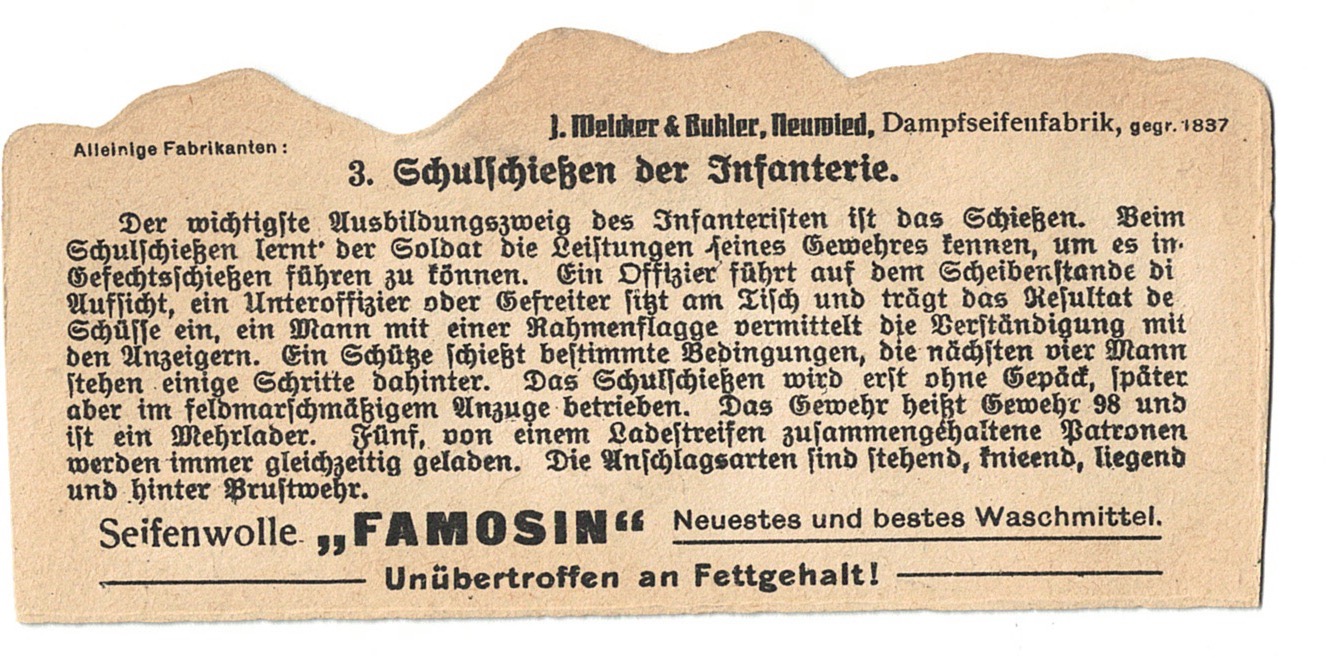 J. Melcker & Buhler, Neuwied, Dampfseifenfabrik, gegr. 1837
Alleinige Fabrikanten:
3. Schulschießen der Infanterie.
Der wichtigste Ausbildungszweig des Infanteristen ist das Schießen. Beim
Schulschießen lernt der Soldat die Leistungen seines Gewehres kennen, um es in
Gefechtsschießen führen zu können. Ein Offizier führt auf dem Scheibenstande di
Aufsicht, ein Unteroffizier oder Gefreiter sitzt am Tisch und trägt das Resultat de
Schüsse ein, ein Mann mit einer Rahmenflagge vermittelt die Verständigung mit
den Anzeigern. Ein Schütze schießt bestimmte Bedingungen, die nächsten vier Mann
stehen einige Schritte dahinter. Das Schulschießen wird erst ohne Gepäck, später
aber im feldmarschmäßigem Anzuge betrieben. Das Gewehr heißt Gewehr 98 und
ist ein Mehrlader. Fünf, von einem Ladestreifen zusammengehaltene Patronen
werden immer gleichzeitig geladen. Die Anschlagsarten sind stehend, knieend, liegend
und hinter Brustwehr.
Seifenwolle „FAMOSIN“ Neuestes und bestes Waschmittel.
Unübertroffen an Fettgehalt!